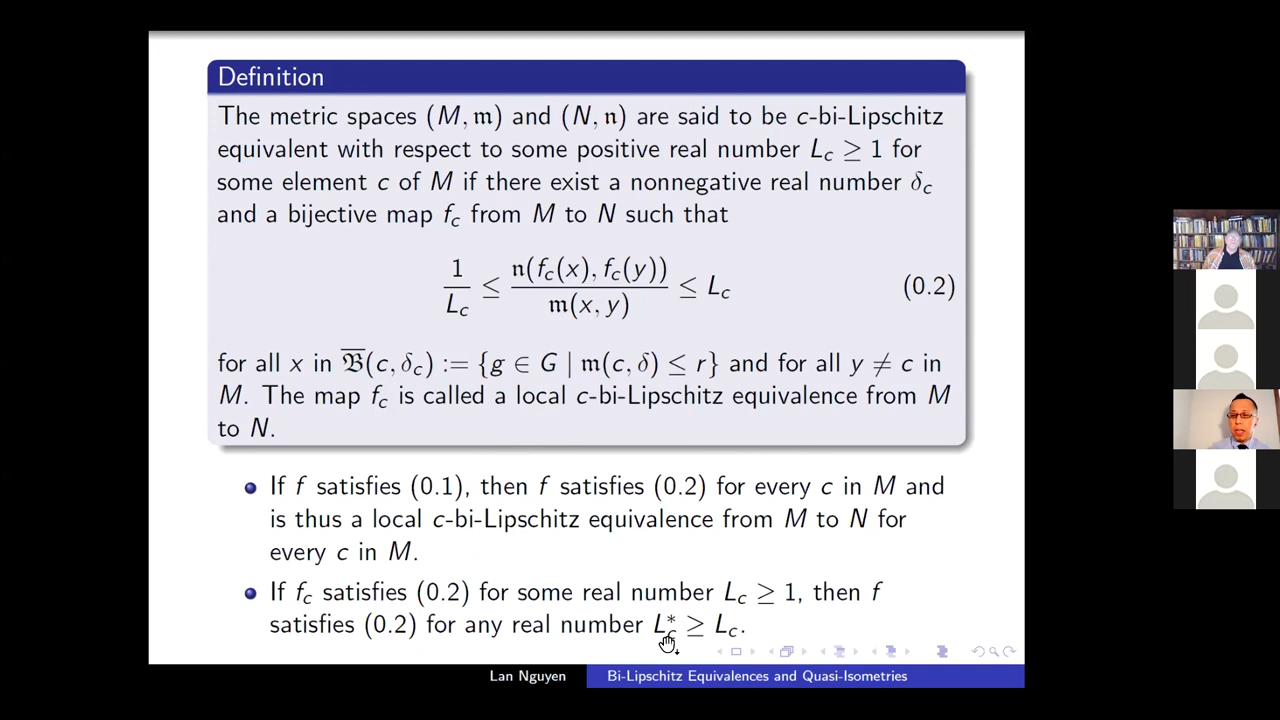 Definition
The metric spaces (M, 𝔪) and (N, 𝔫) are said to be c-bi-Lipschitz
equivalent with respect to some positive real number L_c ≥ 1 for
some element c of M if there exist a nonnegative real number δ_c
and a bijective map f_c from M to N such that
1/L_c ≤ 𝔫(f_c(x), f_c(y))/𝔪(x, y) ≤ L_c (0.2)
for all x in 𝔅̅(c, δ_c) := {g ∈ G | 𝔪(c, δ) ≤ r} and for all y ≠ c in
M. The map f_c is called a local c-bi-Lipschitz equivalence from M
to N.
If f satisfies (0.1), then f satisfies (0.2) for every c in M and
is thus a local c-bi-Lipschitz equivalence from M to N for
every c in M.
If f_c satisfies (0.2) for some real number L_c ≥ 1, then f
satisfies (0.2) for any real number L_c^* ≥ L_c.
Lan Nguyen Bi-Lipschitz Equivalences and Quasi-Isometries